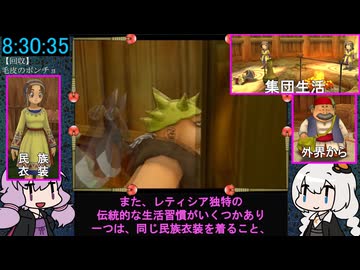 8:30:35
【回収】
毛皮のポンチョ
集団生活
民族
衣装
外界から
また、レティシア独特の
伝統的な生活習慣がいくつかあり
一つは、同じ民族衣装を着ること、